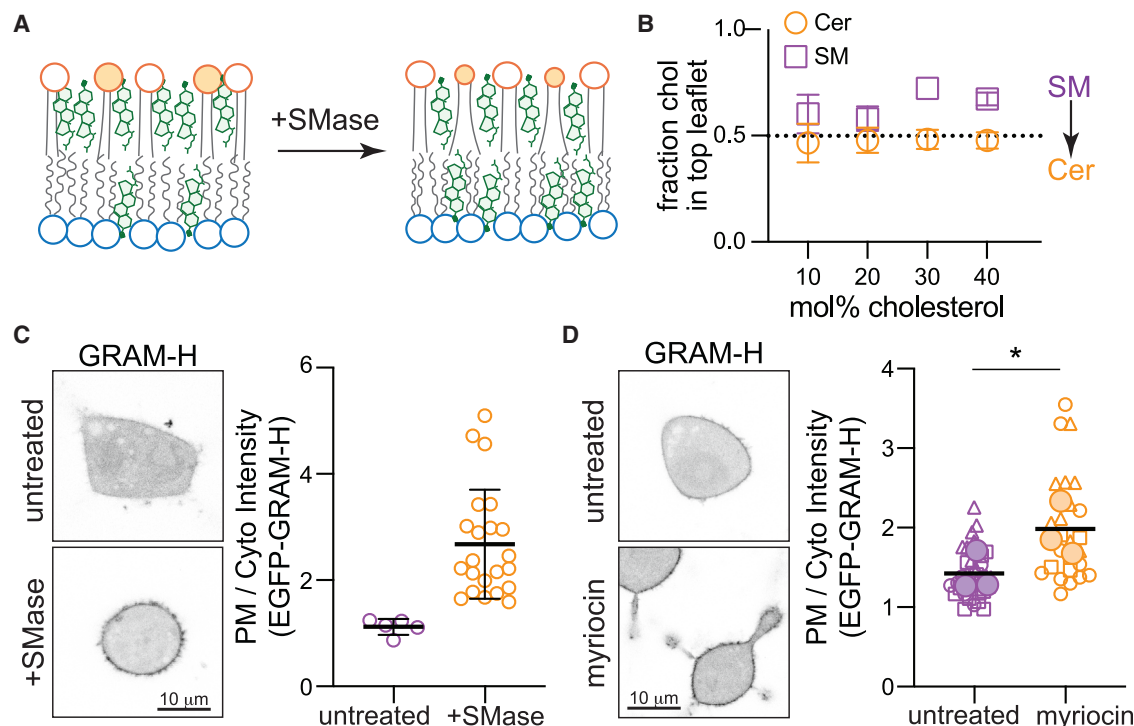 A
+SMase
B
Cer
SM
fraction chol
in top leaflet
1.0
0.5
0.0
10 20 30 40
mol% cholesterol
SM
Cer
C
GRAM-H
untreated
+SMase
10 μm
PM / Cyto Intensity
(EGFP-GRAM-H)
6
4
2
0
untreated +SMase
D
GRAM-H
untreated
myriocin
10 μm
PM / Cyto Intensity
(EGFP-GRAM-H)
4
3
2
1
0
*
untreated myriocin